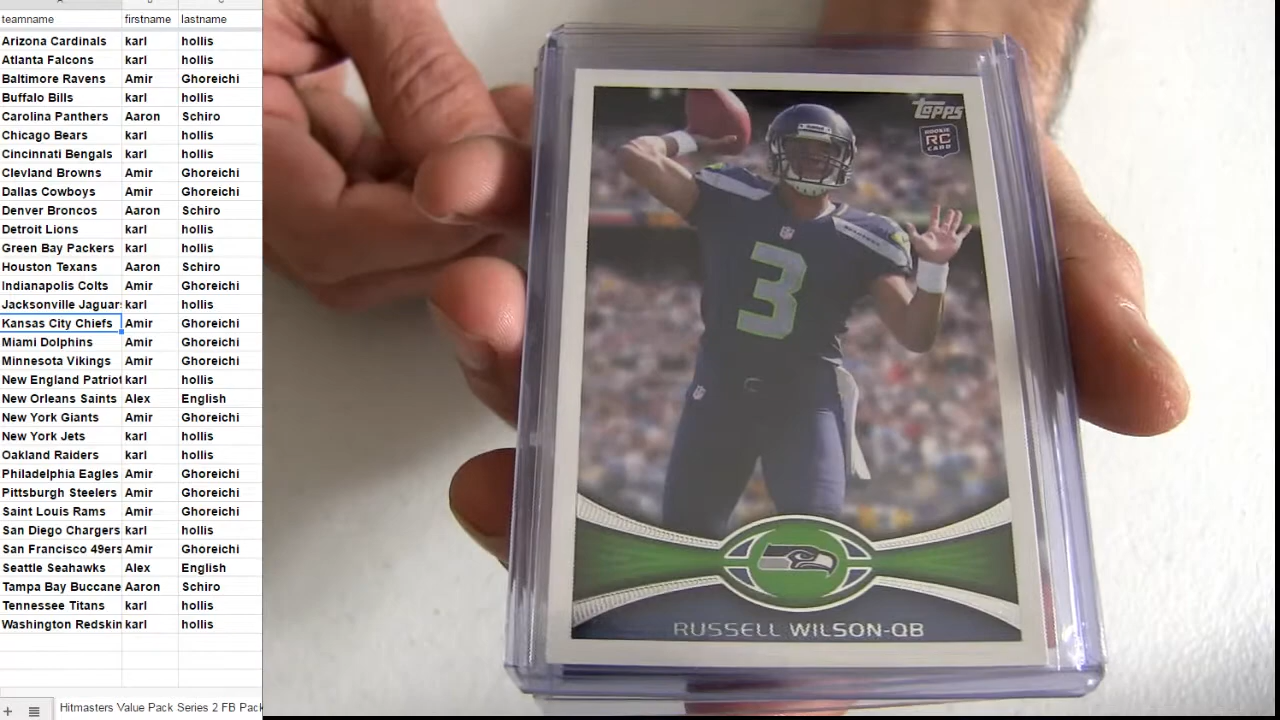 teamname firstname lastname
Arizona Cardinals karl hollis
Atlanta Falcons karl hollis
Baltimore Ravens Amir Ghoreichi
Buffalo Bills karl hollis
Carolina Panthers Aaron Schiro
Chicago Bears karl hollis
Cincinnati Bengals karl hollis
Clevland Browns Amir Ghoreichi
Dallas Cowboys Amir Ghoreichi
Denver Broncos Aaron Schiro
Detroit Lions karl hollis
Green Bay Packers karl hollis
Houston Texans Aaron Schiro
Indianapolis Colts Amir Ghoreichi
Jacksonville Jaguar karl hollis
Kansas City Chiefs Amir Ghoreichi
Miami Dolphins Amir Ghoreichi
Minnesota Vikings Amir Ghoreichi
New England Patriot karl hollis
New Orleans Saints Alex English
New York Giants Amir Ghoreichi
New York Jets karl hollis
Oakland Raiders karl hollis
Philadelphia Eagles Amir Ghoreichi
Pittsburgh Steelers Amir Ghoreichi
Saint Louis Rams Amir Ghoreichi
San Diego Chargers karl hollis
San Francisco 49ers Amir Ghoreichi
Seattle Seahawks Alex English
Tampa Bay Buccane Aaron Schiro
Tennessee Titans karl hollis
Washington Redskin karl hollis
Hitmasters Value Pack Series 2 FB Pack
Topps
ROOKIE
RC
CARD
3
RUSSELL WILSON-QB